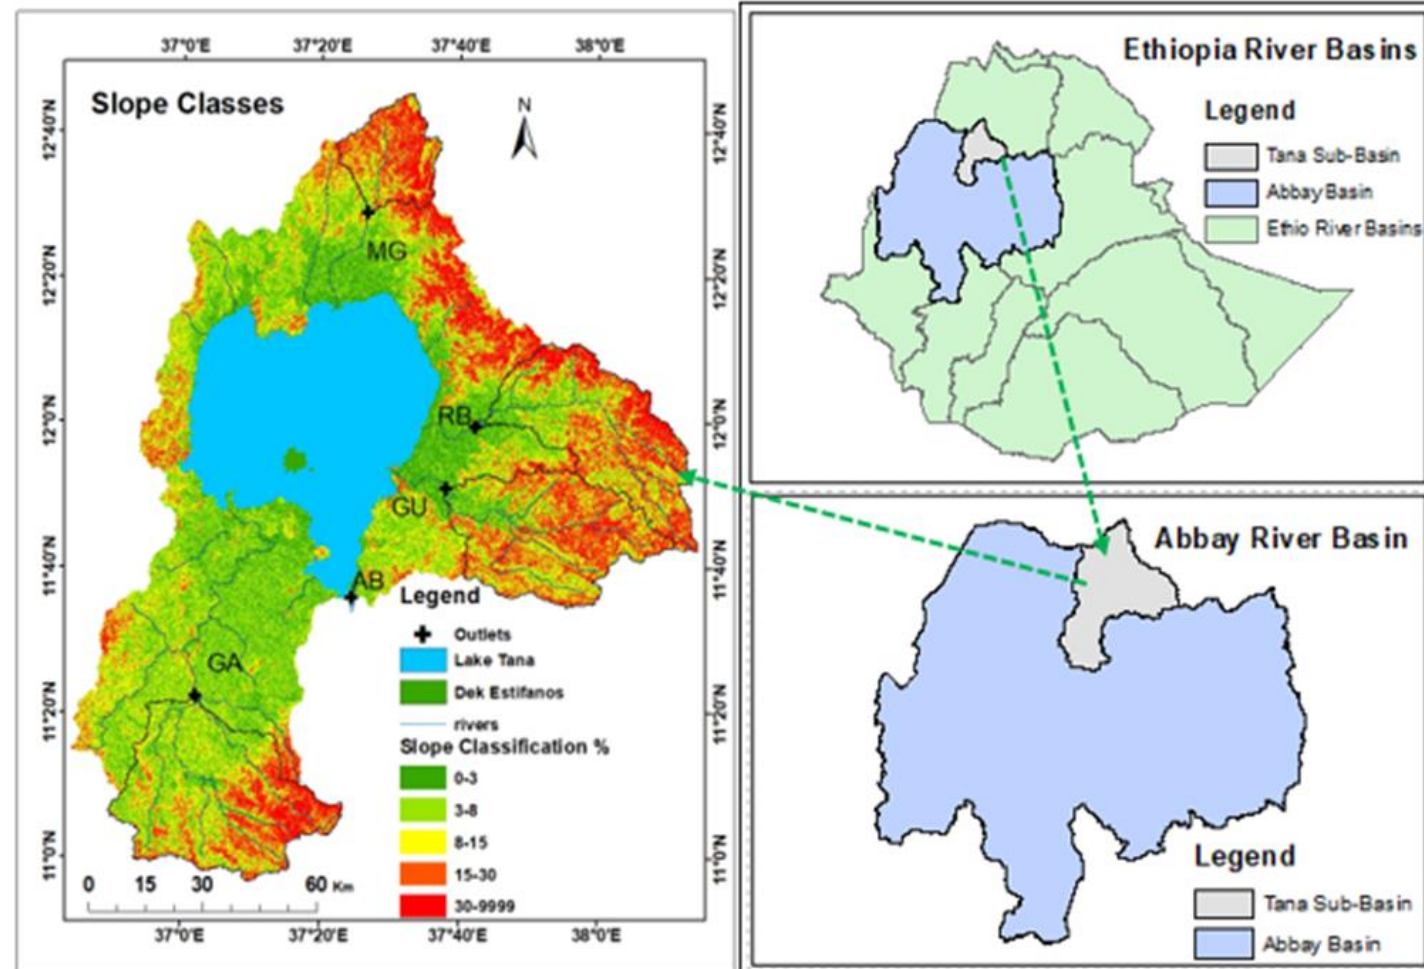 37°0'E 37°20'E 37°40'E 38°0'E
Slope Classes
N
12°40'N 12°40'N
12°20'N 12°20'N
12°0'N 12°0'N
11°40'N 11°40'N
11°20'N 11°20'N
11°0'N 11°0'N
MG
RB
GU
AB
GA
Legend
Outlets
Lake Tana
Dek Estifanos
rivers
Slope Classification %
0-3
3-8
8-15
15-30
30-9999
0 15 30 60 Km
37°0'E 37°20'E 37°40'E 38°0'E
Ethiopia River Basins
Legend
Tana Sub-Basin
Abbay Basin
Ethio River Basins
Abbay River Basin
Legend
Tana Sub-Basin
Abbay Basin